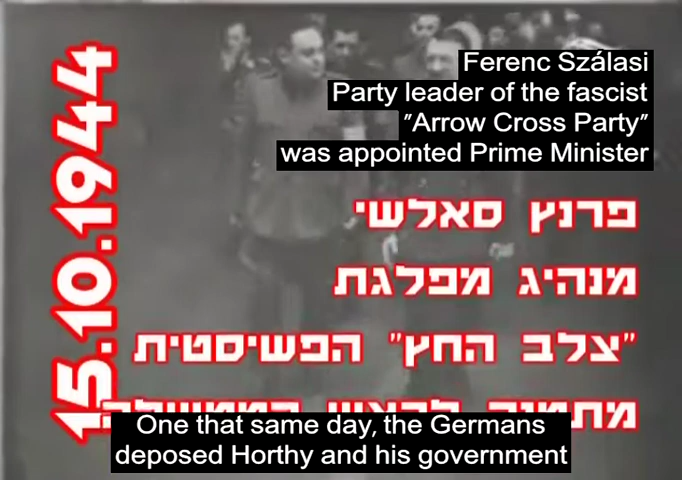 15.10.1944
Ferenc Szálasi
Party leader of the fascist
"Arrow Cross Party"
was appointed Prime Minister
פרנץ סאלשי
מנהיג מפלגת
"צלב החץ" הפשיסטית
One that same day, the Germans
deposed Horthy and his government